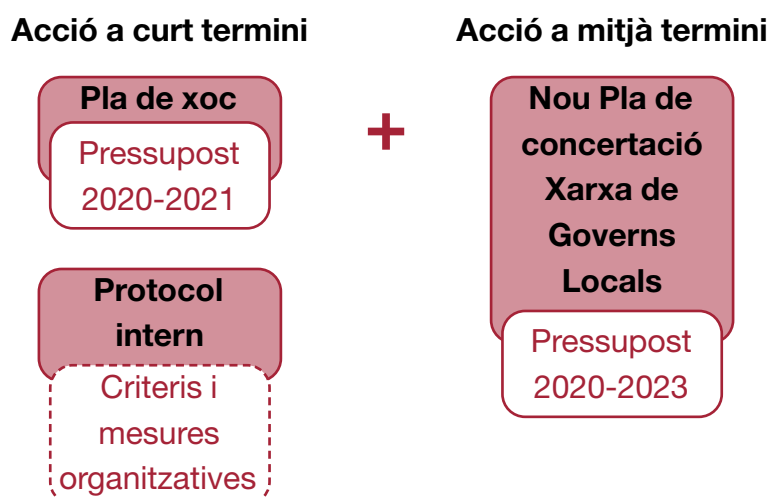 Acció a curt termini
Pla de xoc
Pressupost
2020-2021
Protocol
intern
Criteris i
mesures
organitzatives
+
Acció a mitjà termini
Nou Pla de
concertació
Xarxa de
Governs
Locals
Pressupost
2020-2023